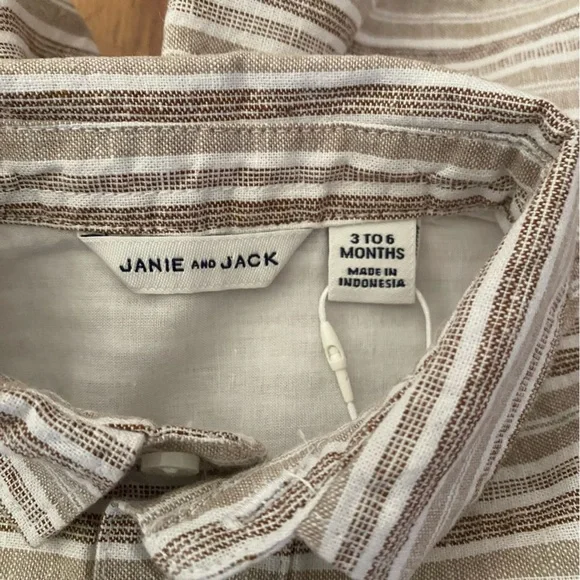 JANIE AND JACK
3 TO 6
MONTHS
MADE IN
INDONESIA